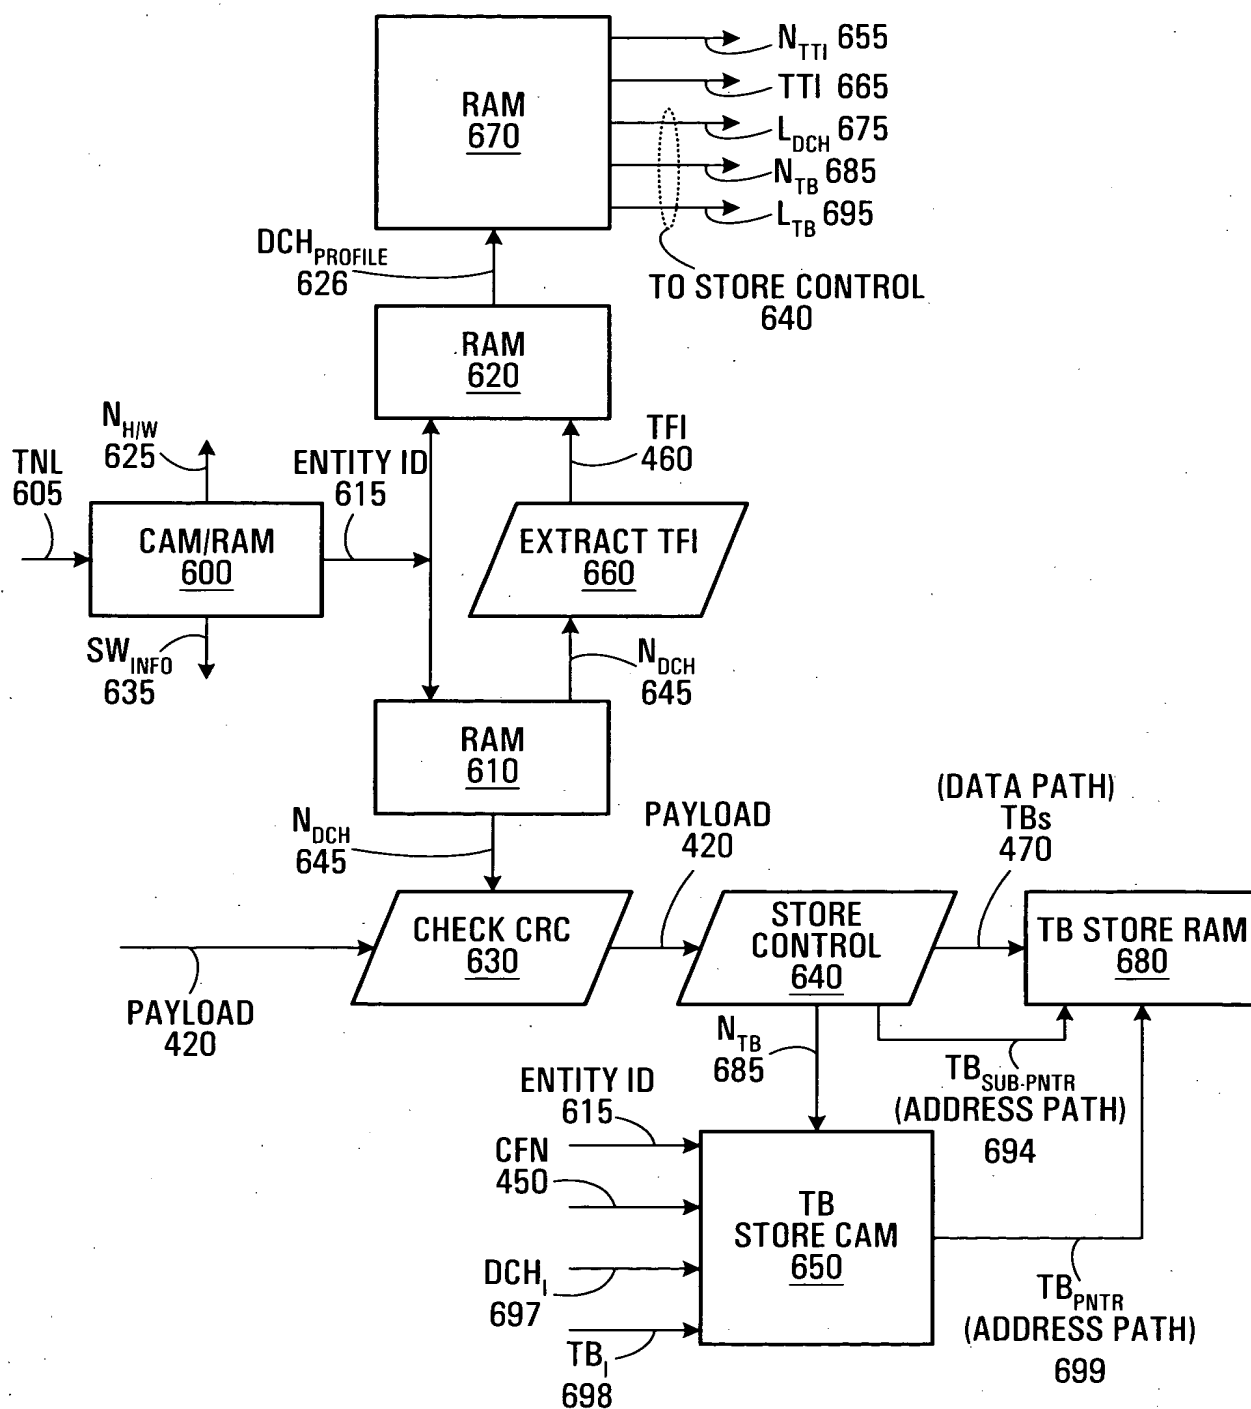 N_TTI 655
TTI 665
L_DCH 675
N_TB 685
L_TB 695
RAM
670
TO STORE CONTROL
640
DCH_PROFILE
626
RAM
620
N_H/W
625
TNL
605
ENTITY ID
615
TFI
460
CAM/RAM
600
EXTRACT TFI
660
SW_INFO
635
N_DCH
645
RAM
610
N_DCH
645
PAYLOAD
420
(DATA PATH)
TBs
470
CHECK CRC
630
STORE
CONTROL
640
TB STORE RAM
680
PAYLOAD
420
N_TB
685
TB_SUB-PNTR
(ADDRESS PATH)
694
ENTITY ID
615
CFN
450
DCH_I
697
TB_I
698
TB
STORE CAM
650
TB_PNTR
(ADDRESS PATH)
699